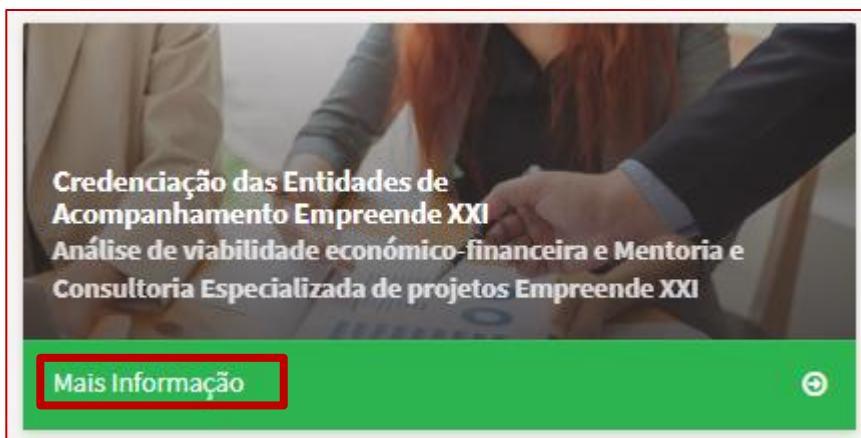 Credenciação das Entidades de
Acompanhamento Empreende XXI
Análise de viabilidade económico-financeira e Mentoria e
Consultoria Especializada de projetos Empreende XXI
Mais Informação